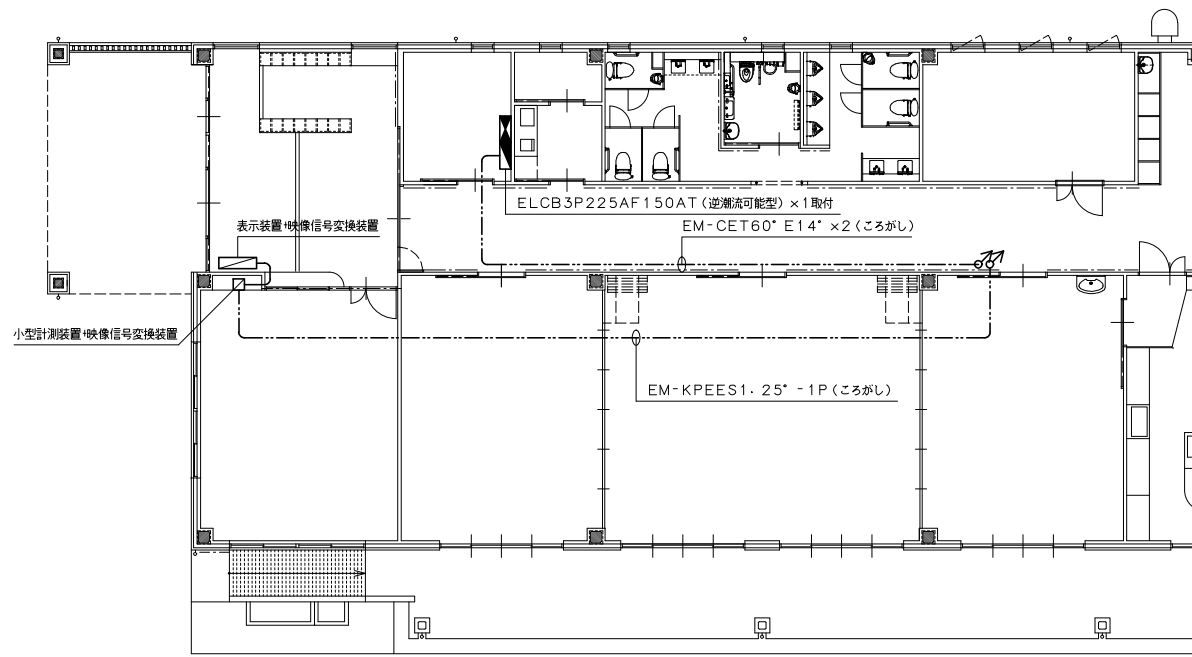 ELCB3P225AF150AT(逆潮流可能型)×1取付
表示装置+映像信号変換装置
EM-CET60° E14° ×2(ころがし)
小型計測装置+映像信号変換装置
EM-KPEES1.25° -1P(ころがし)